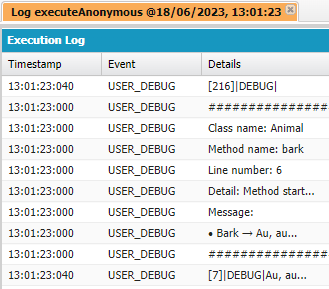 Log executeAnonymous @18/06/2023, 13:01:23
Execution Log
Timestamp Event Details
13:01:23:040 USER_DEBUG [216]|DEBUG|
13:01:23:000 USER_DEBUG ################
13:01:23:000 USER_DEBUG Class name: Animal
13:01:23:000 USER_DEBUG Method name: bark
13:01:23:000 USER_DEBUG Line number: 6
13:01:23:000 USER_DEBUG Detail: Method start...
13:01:23:000 USER_DEBUG Message:
13:01:23:000 USER_DEBUG • Bark → Au, au...
13:01:23:000 USER_DEBUG ################
13:01:23:040 USER_DEBUG [7]|DEBUG|Au, au...